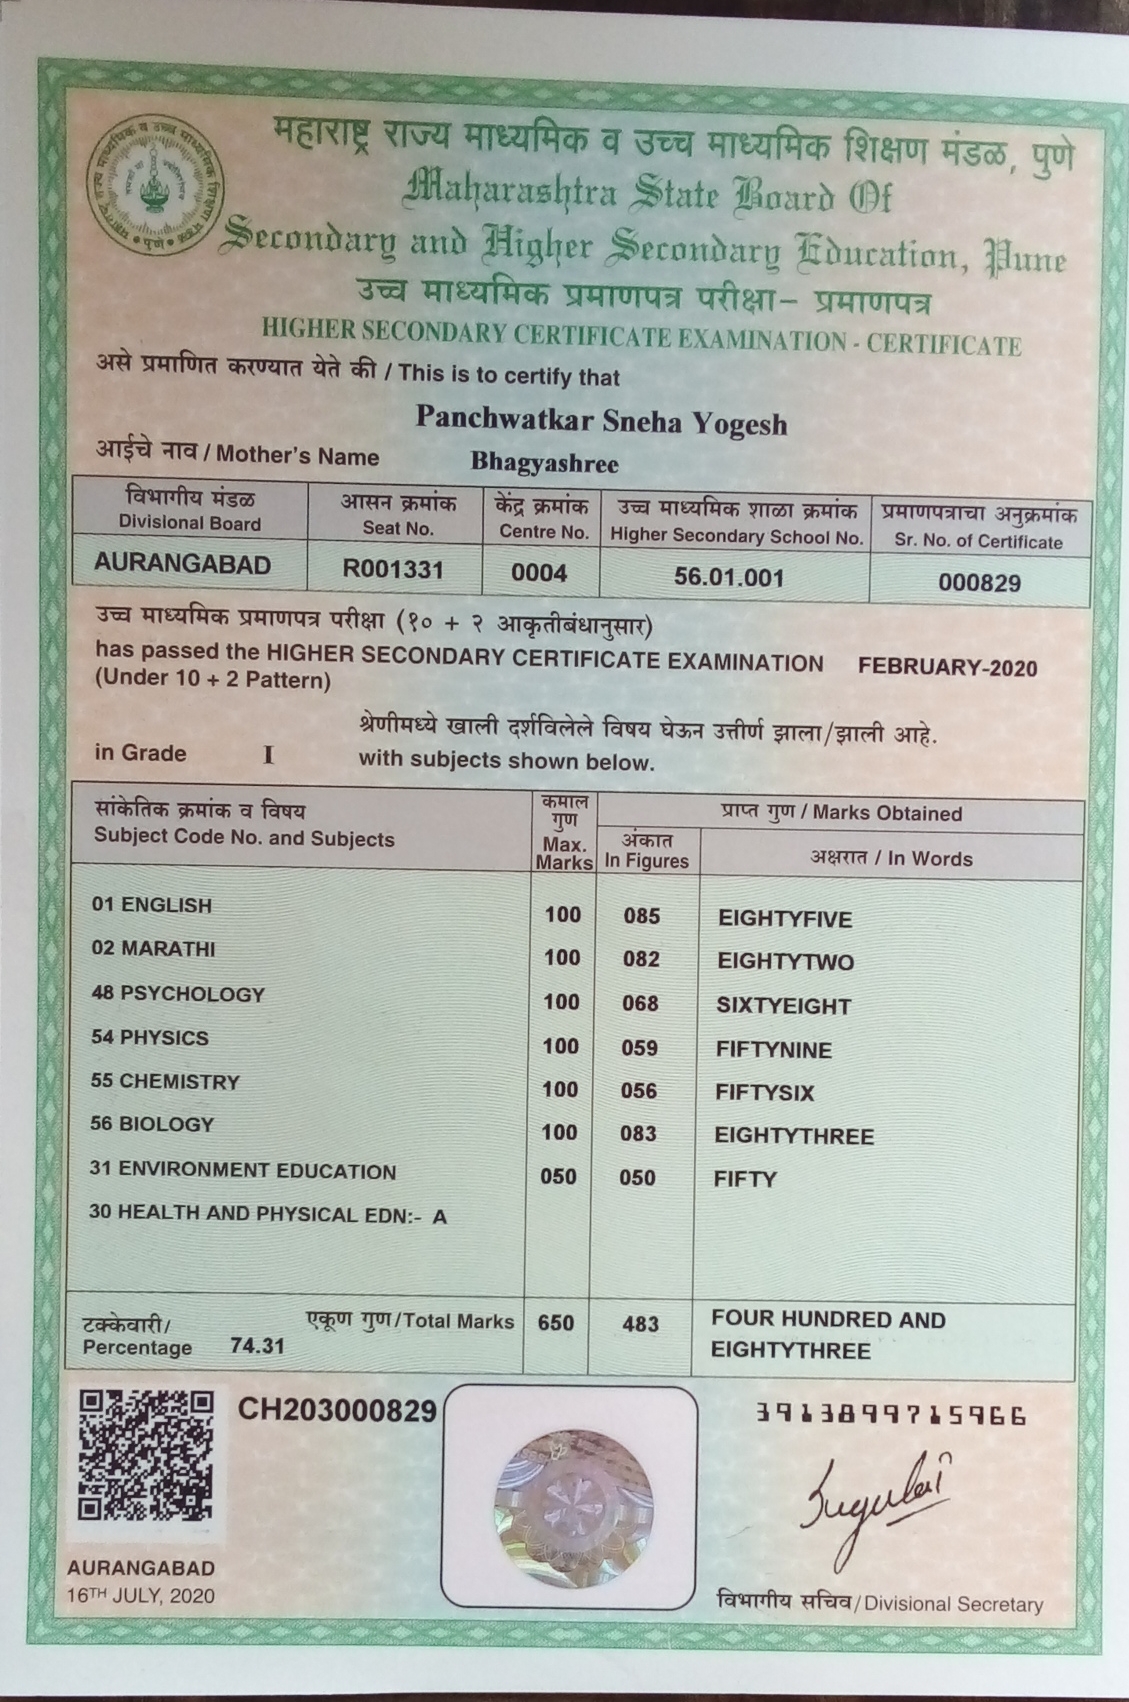 महाराष्ट्र राज्य माध्यमिक व उच्च माध्यमिक शिक्षण मंडळ, पुणे
Maharashtra State Board Of
Secondary and Higher Secondary Education, Pune
उच्च माध्यमिक प्रमाणपत्र परीक्षा– प्रमाणपत्र
HIGHER SECONDARY CERTIFICATE EXAMINATION - CERTIFICATE
असे प्रमाणित करण्यात येते की / This is to certify that
Panchwatkar Sneha Yogesh
आईचे नाव / Mother's Name Bhagyashree
विभागीय मंडळ आसन क्रमांक केंद्र क्रमांक उच्च माध्यमिक शाळा क्रमांक प्रमाणपत्राचा अनुक्रमांक
Divisional Board Seat No. Centre No. Higher Secondary School No. Sr. No. of Certificate
AURANGABAD R001331 0004 56.01.001 000829
उच्च माध्यमिक प्रमाणपत्र परीक्षा (१० + २ आकृतीबंधानुसार)
has passed the HIGHER SECONDARY CERTIFICATE EXAMINATION FEBRUARY-2020
(Under 10 + 2 Pattern)
श्रेणीमध्ये खाली दर्शविलेले विषय घेऊन उत्तीर्ण झाला/झाली आहे.
in Grade I with subjects shown below.
सांकेतिक क्रमांक व विषय
Subject Code No. and Subjects
कमाल
गुण
Max.
Marks
प्राप्त गुण / Marks Obtained
अंकात
In Figures
अक्षरात / In Words
01 ENGLISH 100 085 EIGHTYFIVE
02 MARATHI 100 082 EIGHTYTWO
48 PSYCHOLOGY 100 068 SIXTYEIGHT
54 PHYSICS 100 059 FIFTYNINE
55 CHEMISTRY 100 056 FIFTYSIX
56 BIOLOGY 100 083 EIGHTYTHREE
31 ENVIRONMENT EDUCATION 050 050 FIFTY
30 HEALTH AND PHYSICAL EDN:- A
टक्केवारी/
Percentage 74.31
एकूण गुण/Total Marks 650 483 FOUR HUNDRED AND
EIGHTYTHREE
CH203000829
3913899715966
AURANGABAD
16TH JULY, 2020
विभागीय सचिव/Divisional Secretary